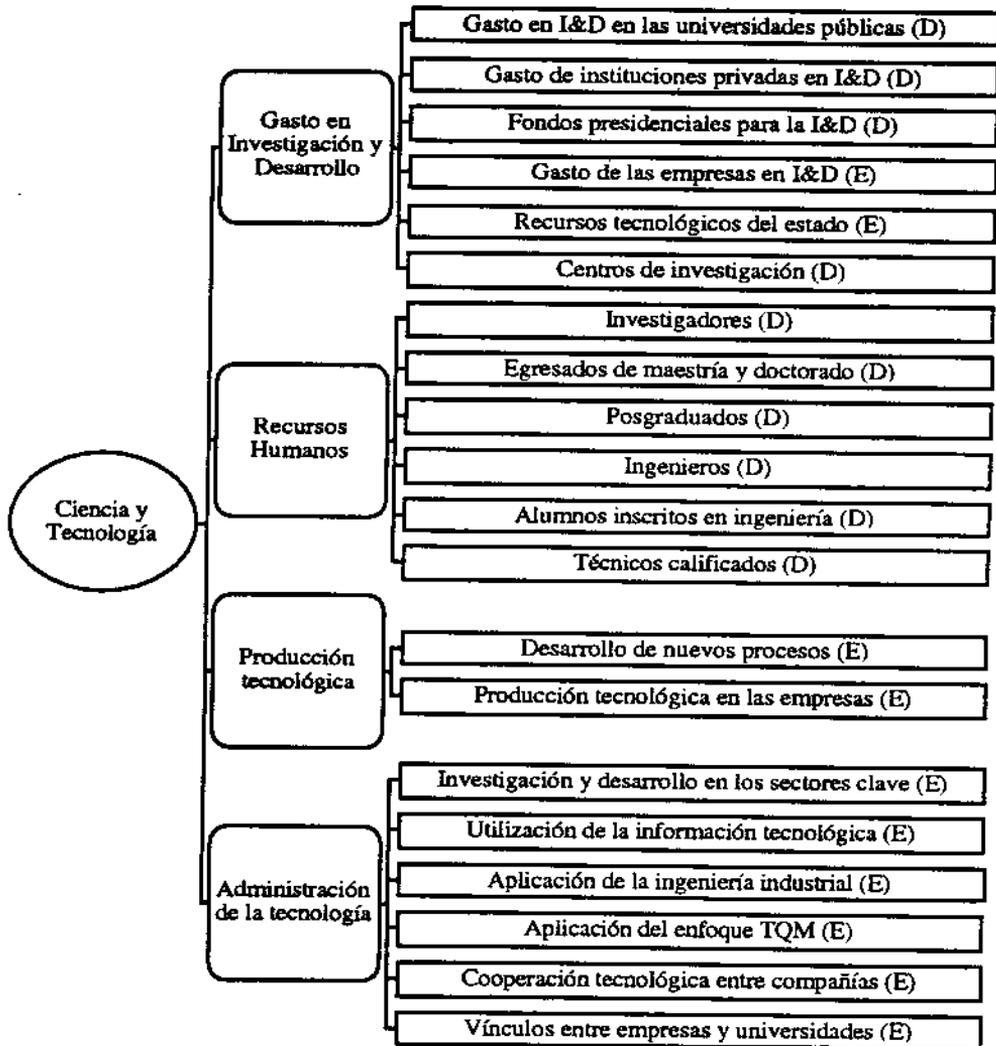 Ciencia y
Tecnología
Gasto en
Investigación y
Desarrollo
Gasto en I&D en las universidades públicas (D)
Gasto de instituciones privadas en I&D (D)
Fondos presidenciales para la I&D (D)
Gasto de las empresas en I&D (E)
Recursos tecnológicos del estado (E)
Centros de investigación (D)
Recursos
Humanos
Investigadores (D)
Egresados de maestría y doctorado (D)
Posgraduados (D)
Ingenieros (D)
Alumnos inscritos en ingeniería (D)
Técnicos calificados (D)
Producción
tecnológica
Desarrollo de nuevos procesos (E)
Producción tecnológica en las empresas (E)
Administración
de la tecnología
Investigación y desarrollo en los sectores clave (E)
Utilización de la información tecnológica (E)
Aplicación de la ingeniería industrial (E)
Aplicación del enfoque TQM (E)
Cooperación tecnológica entre compañías (E)
Vínculos entre empresas y universidades (E)